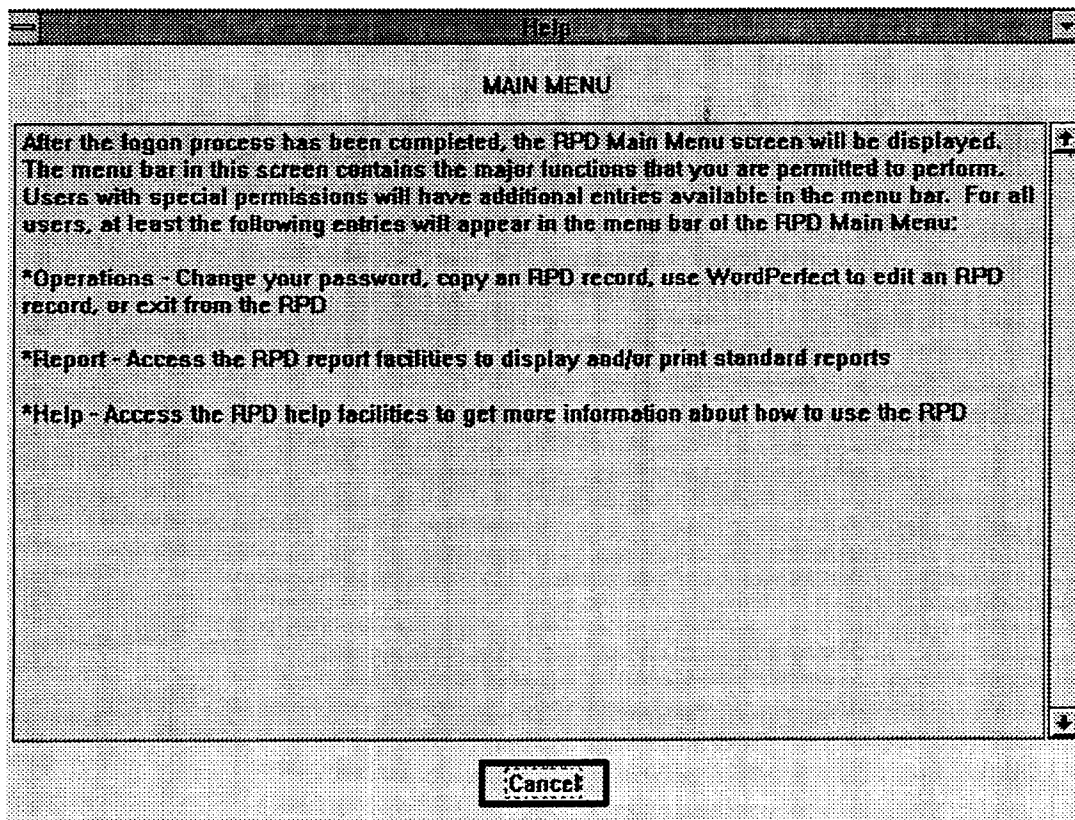 Help
MAIN MENU
After the logon process has been completed, the RPD Main Menu screen will be displayed.
The menu bar in this screen contains the major functions that you are permitted to perform.
Users with special permissions will have additional entries available in the menu bar.  For all
users, at least the following entries will appear in the menu bar of the RPD Main Menu:
*Operations - Change your password, copy an RPD record, use WordPerfect to edit an RPD
record, or exit from the RPD
*Report - Access the RPD report facilities to display and/or print standard reports
*Help - Access the RPD help facilities to get more information about how to use the RPD
Cancel